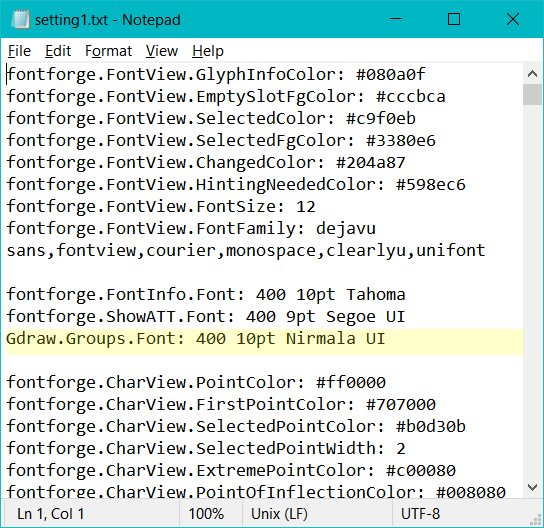 setting1.txt - Notepad
File Edit Format View Help
fontforge.FontView.GlyphInfoColor: #080a0f
fontforge.FontView.EmptySlotFgColor: #cccbca
fontforge.FontView.SelectedColor: #c9f0eb
fontforge.FontView.SelectedFgColor: #3380e6
fontforge.FontView.ChangedColor: #204a87
fontforge.FontView.HintingNeededColor: #598ec6
fontforge.FontView.FontSize: 12
fontforge.FontView.FontFamily: dejavu
sans,fontview,courier,monospace,clearlyu,unifont
fontforge.FontInfo.Font: 400 10pt Tahoma
fontforge.ShowATT.Font: 400 9pt Segoe UI
Gdraw.Groups.Font: 400 10pt Nirmala UI
fontforge.CharView.PointColor: #ff0000
fontforge.CharView.FirstPointColor: #707000
fontforge.CharView.SelectedPointColor: #b0d30b
fontforge.CharView.SelectedPointWidth: 2
fontforge.CharView.ExtremePointColor: #c00080
fontforge.CharView.PointOfInflectionColor: #008080
Ln 1, Col 1 100% Unix (LF) UTF-8